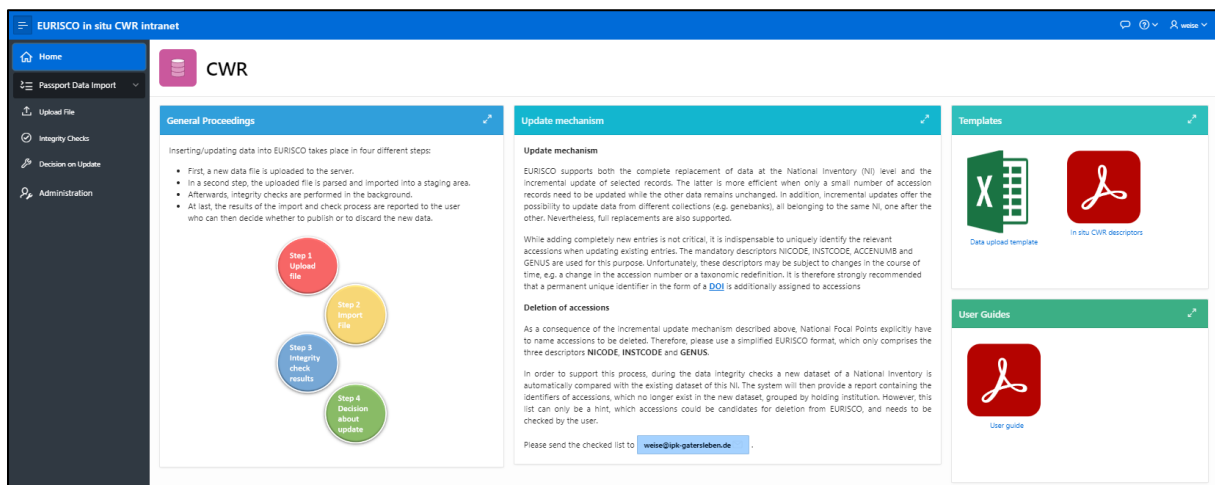 EURISCO in situ CWR intranet
weise
Home
Passport Data Import
Upload File
Integrity Checks
Decision on Update
Administration
CWR
General Proceedings
Inserting/updating data into EURISCO takes place in four different steps:
• First, a new data file is uploaded to the server.
• In a second step, the uploaded file is parsed and imported into a staging area.
• Afterwards, integrity checks are performed in the background.
• At last, the results of the import and check process are reported to the user
who can then decide whether to publish or to discard the new data.
Step 1
Upload
file
Step 2
Import
File
Step 3
Integrity
check
results
Step 4
Decision
about
update
Update mechanism
Update mechanism
EURISCO supports both the complete replacement of data at the National Inventory (NI) level and the
incremental update of selected records. The latter is more efficient when only a small number of accession
records need to be updated while the other data remains unchanged. In addition, incremental updates offer the
possibility to update data from different collections (e.g. genebanks), all belonging to the same NI, one after the
other. Nevertheless, full replacements are also supported.
While adding completely new entries is not critical, it is indispensable to uniquely identify the relevant
accessions when updating existing entries. The mandatory descriptors NICODE, INSTCODE, ACCENUMB and
GENUS are used for this purpose. Unfortunately, these descriptors may be subject to changes in the course of
time, e.g. a change in the accession number or a taxonomic redefinition. It is therefore strongly recommended
that a permanent unique identifier in the form of a DOI is additionally assigned to accessions
Deletion of accessions
As a consequence of the incremental update mechanism described above, National Focal Points explicitly have
to name accessions to be deleted. Therefore, please use a simplified EURISCO format, which only comprises the
three descriptors NICODE, INSTCODE and GENUS.
In order to support this process, during the data integrity checks a new dataset of a National Inventory is
automatically compared with the existing dataset of this NI. The system will then provide a report containing the
identifiers of accessions, which no longer exist in the new dataset, grouped by holding institution. However, this
list can only be a hint, which accessions could be candidates for deletion from EURISCO, and needs to be
checked by the user.
Please send the checked list to weise@ipk-gatersleben.de .
Templates
X
Data upload template
In situ CWR descriptors
User Guides
User guide